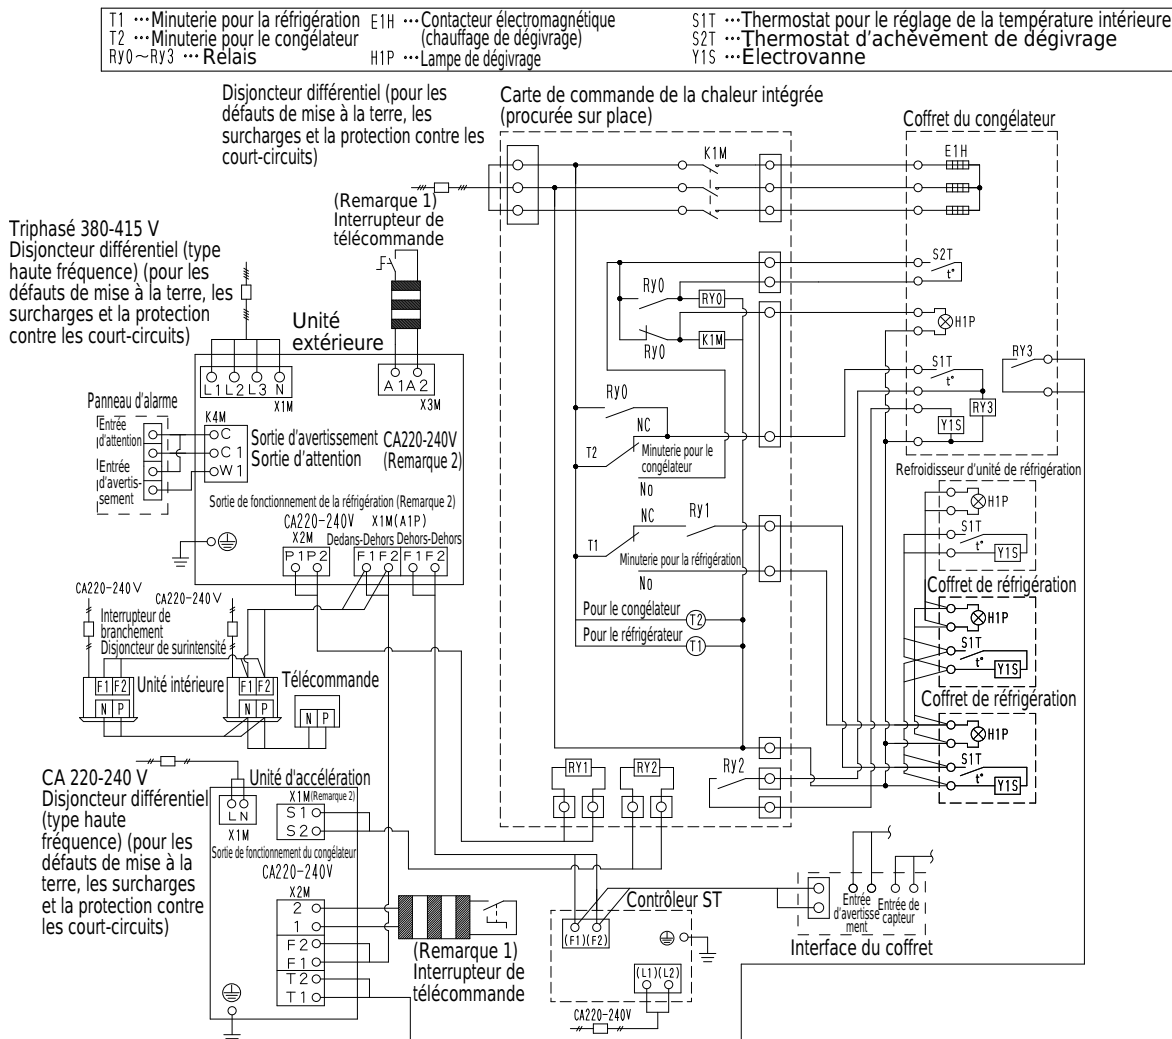 T1 ･･･Minuterie pour la réfrigération
T2 ･･･Minuterie pour le congélateur
Ry0～Ry3 ･･･Relais
E1H ･･･Contacteur électromagnétique
(chauffage de dégivrage)
H1P ･･･Lampe de dégivrage
S1T ･･･Thermostat pour le réglage de la température intérieure
S2T ･･･Thermostat d'achèvement de dégivrage
Y1S ･･･Électrovanne
Disjoncteur différentiel (pour les
défauts de mise à la terre, les
surcharges et la protection contre les
court-circuits)
Carte de commande de la chaleur intégrée
(procurée sur place)
Coffret du congélateur
K1M
E1H
(Remarque 1)
Interrupteur de
télécommande
Triphasé 380-415 V
Disjoncteur différentiel (type
haute fréquence) (pour les
défauts de mise à la terre, les
surcharges et la protection
contre les court-circuits)
Unité
extérieure
S2T
t°
Ry0
RY0
K1M
Ry0
H1P
RY3
S1T
t°
RY3
Y1S
L1 L2 L3 N
X1M
A1 A2
X3M
Panneau d'alarme
Entrée
d'attention
Entrée
d'avertis-
sement
K4M
C
C1
W1
Sortie d'avertissement
Sortie d'attention
CA220-240V
(Remarque 2)
Ry0
NC
T2
Minuterie pour le
congélateur
No
Refroidisseur d'unité de réfrigération
H1P
S1T
t°
Y1S
Sortie de fonctionnement de la réfrigération (Remarque 2)
CA220-240V
X2M
X1M(A1P)
Dedans-Dehors
Dehors-Dehors
P1 P2
F1 F2
F1 F2
NC
Ry1
T1
Minuterie pour la réfrigération
No
Coffret de réfrigération
H1P
S1T
t°
Y1S
Pour le congélateur
T2
Pour le réfrigérateur
T1
CA220-240V
CA220-240V
Interrupteur de
branchement
Disjoncteur de surintensité
F1 F2
N P
Unité intérieure
F1 F2
N P
Télécommande
N P
Coffret de réfrigération
H1P
S1T
t°
Y1S
RY1
RY2
Ry2
CA 220-240 V
Disjoncteur différentiel
(type haute
fréquence) (pour les
défauts de mise à la
terre, les surcharges
et la protection contre
les court-circuits)
Unité d'accélération
L N
X1M
X1M(Remarque 2)
S1
S2
Sortie de fonctionnement du congélateur
CA220-240V
X2M
2
1
F2
F1
T2
T1
(Remarque 1)
Interrupteur de
télécommande
Contrôleur ST
(F1)(F2)
(L1)(L2)
CA220-240V
Entrée
d'avertisse
ment
Entrée de
capteur
Interface du coffret